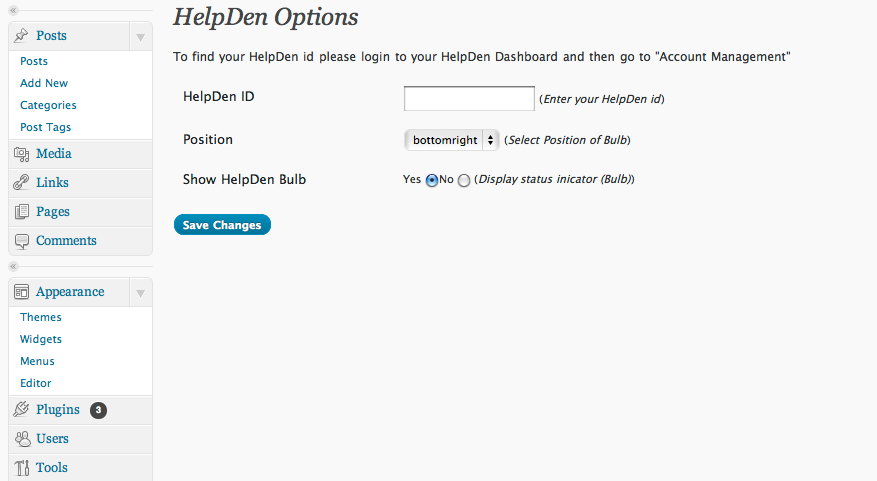 Posts
Posts
Add New
Categories
Post Tags
Media
Links
Pages
Comments
Appearance
Themes
Widgets
Menus
Editor
Plugins 3
Users
Tools
HelpDen Options
To find your HelpDen id please login to your HelpDen Dashboard and then go to "Account Management"
HelpDen ID (Enter your HelpDen id)
Position bottomright (Select Position of Bulb)
Show HelpDen Bulb Yes No (Display status inicator (Bulb))
Save Changes